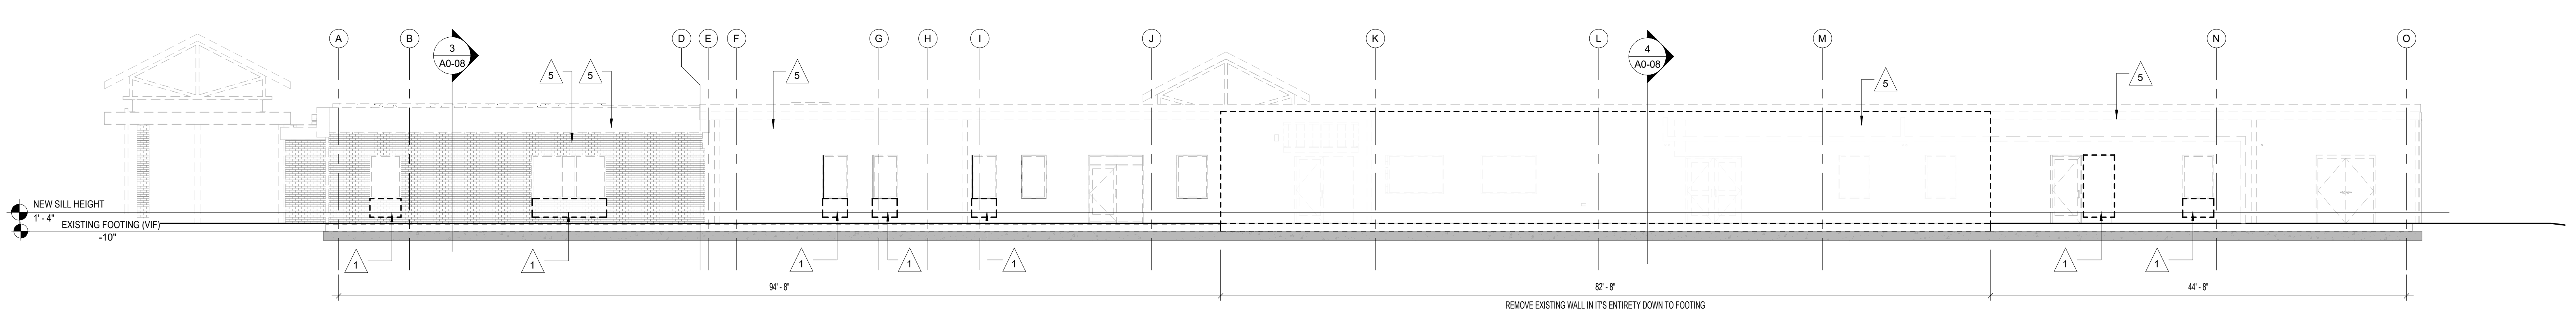 A
B
3
A0-08
D
E
F
G
H
I
J
K
L
4
A0-08
M
N
O
5
5
5
5
5
NEW SILL HEIGHT
1' - 4"
EXISTING FOOTING (VIF)
-10"
1
1
1
1
1
1
1
94' - 8"
82' - 8"
44' - 8"
REMOVE EXISTING WALL IN IT'S ENTIRETY DOWN TO FOOTING